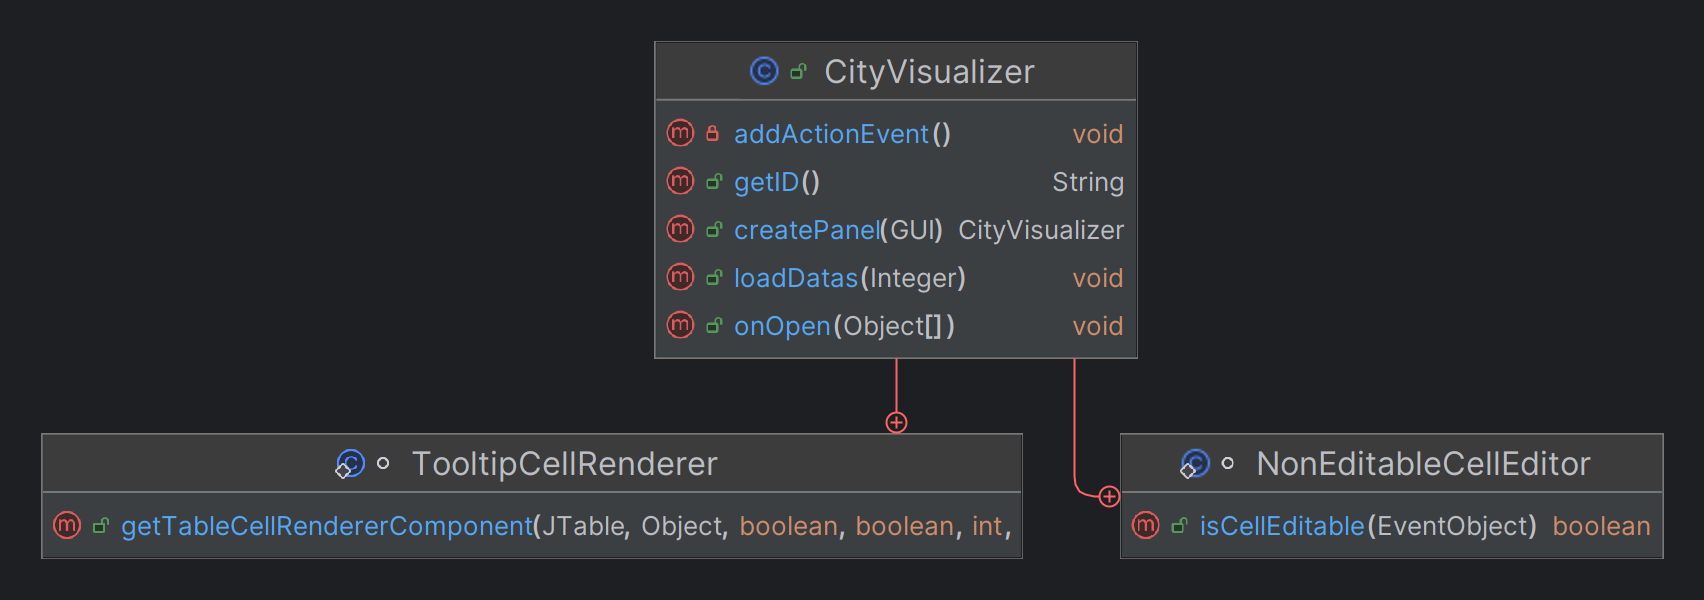 CityVisualizer
addActionEvent() void
getID() String
createPanel(GUI) CityVisualizer
loadDatas(Integer) void
onOpen(Object[]) void
TooltipCellRenderer
getTableCellRendererComponent(JTable, Object, boolean, boolean, int,
NonEditableCellEditor
isCellEditable(EventObject) boolean